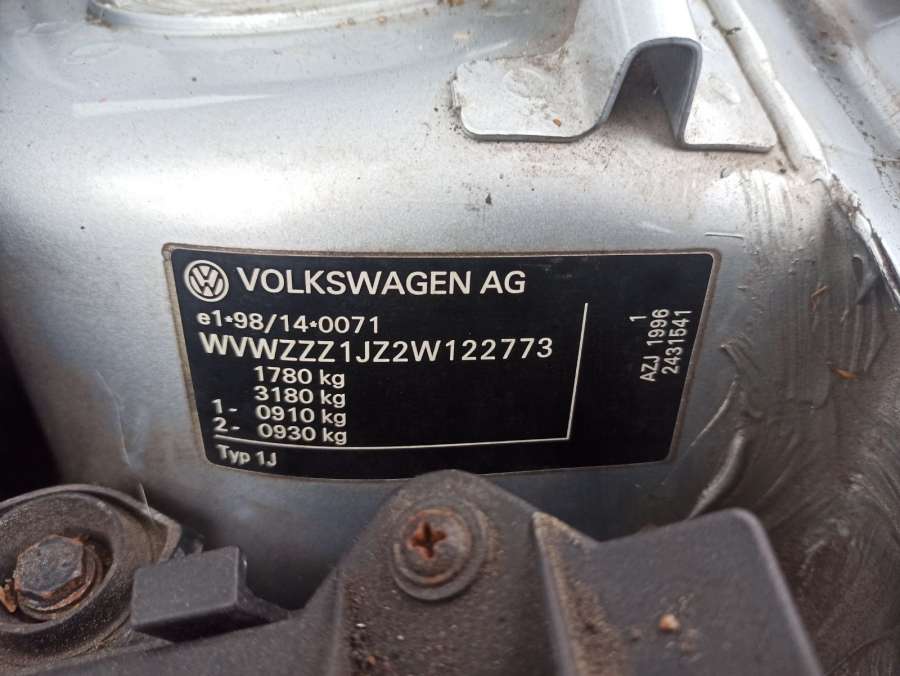 VOLKSWAGEN AG
e1*98/14*0071
WVWZZZ1JZ2W122773
1780 kg
3180 kg
1- 0910 kg
2- 0930 kg
Typ 1J
1
AZJ 1996
2431541